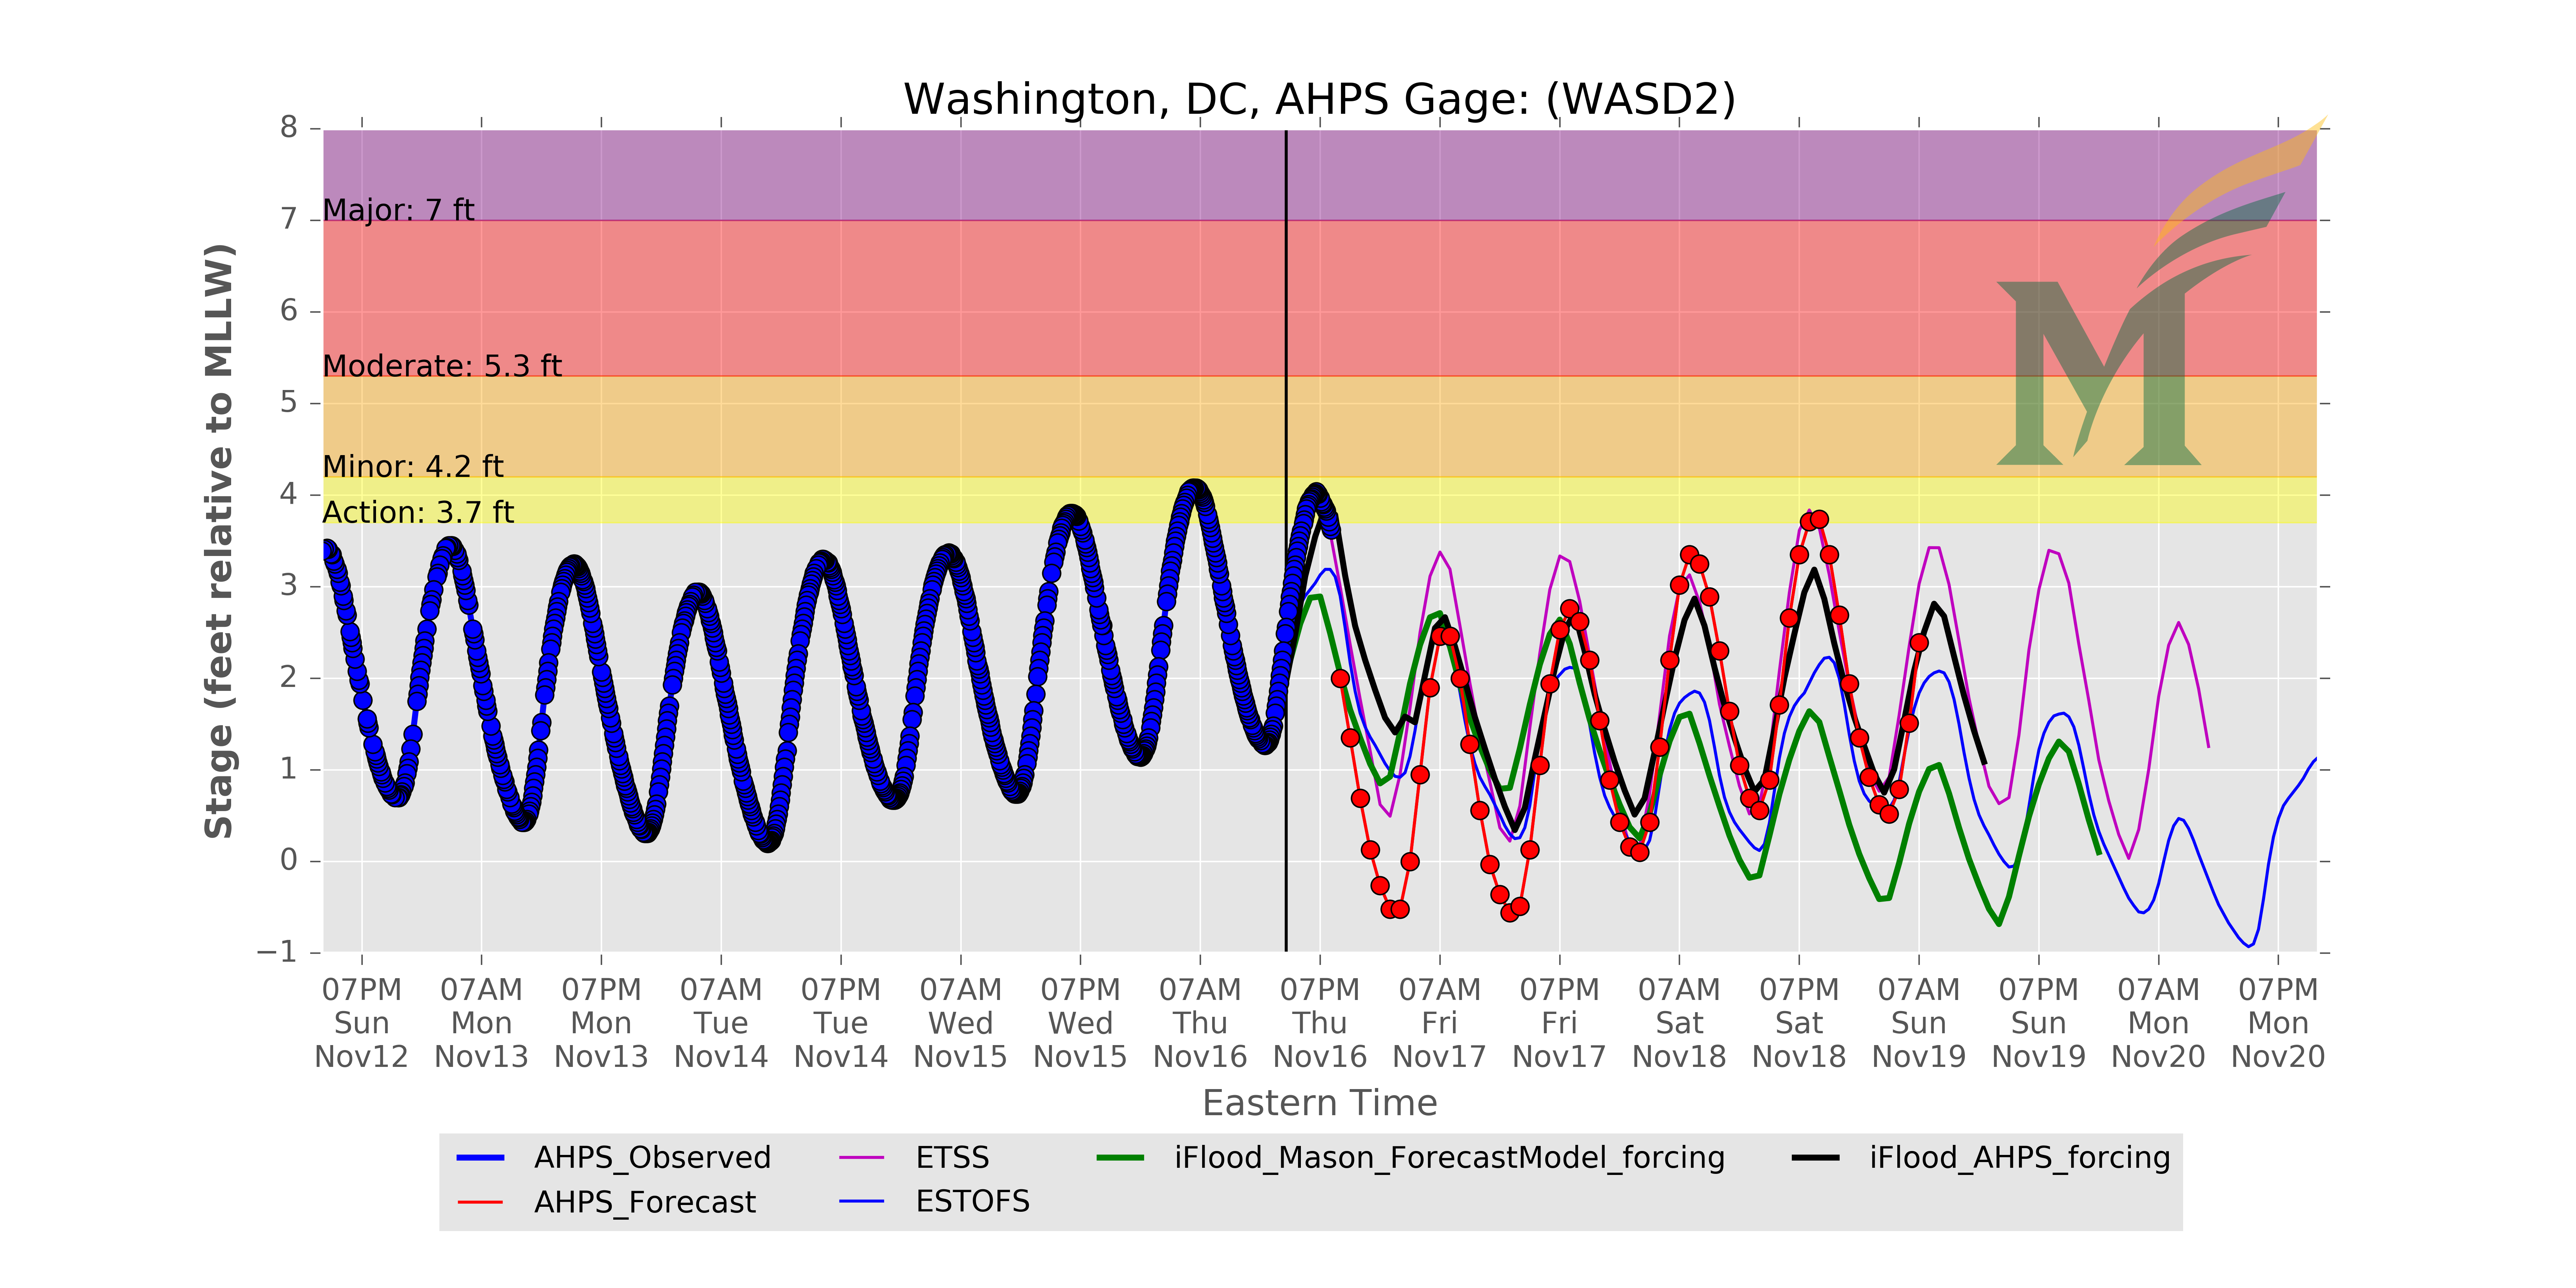 Washington, DC, AHPS Gage: (WASD2)
8
7
6
5
4
3
2
1
0
−1
Stage (feet relative to MLLW)
Major: 7 ft
Moderate: 5.3 ft
Minor: 4.2 ft
Action: 3.7 ft
M
07PM 07AM 07PM 07AM 07PM 07AM 07PM 07AM 07PM 07AM 07PM 07AM 07PM 07AM 07PM 07AM 07PM
Sun Mon Mon Tue Tue Wed Wed Thu Thu Fri Fri Sat Sat Sun Sun Mon Mon
Nov12 Nov13 Nov13 Nov14 Nov14 Nov15 Nov15 Nov16 Nov16 Nov17 Nov17 Nov18 Nov18 Nov19 Nov19 Nov20 Nov20
Eastern Time
AHPS_Observed ETSS iFlood_Mason_ForecastModel_forcing iFlood_AHPS_forcing
AHPS_Forecast ESTOFS